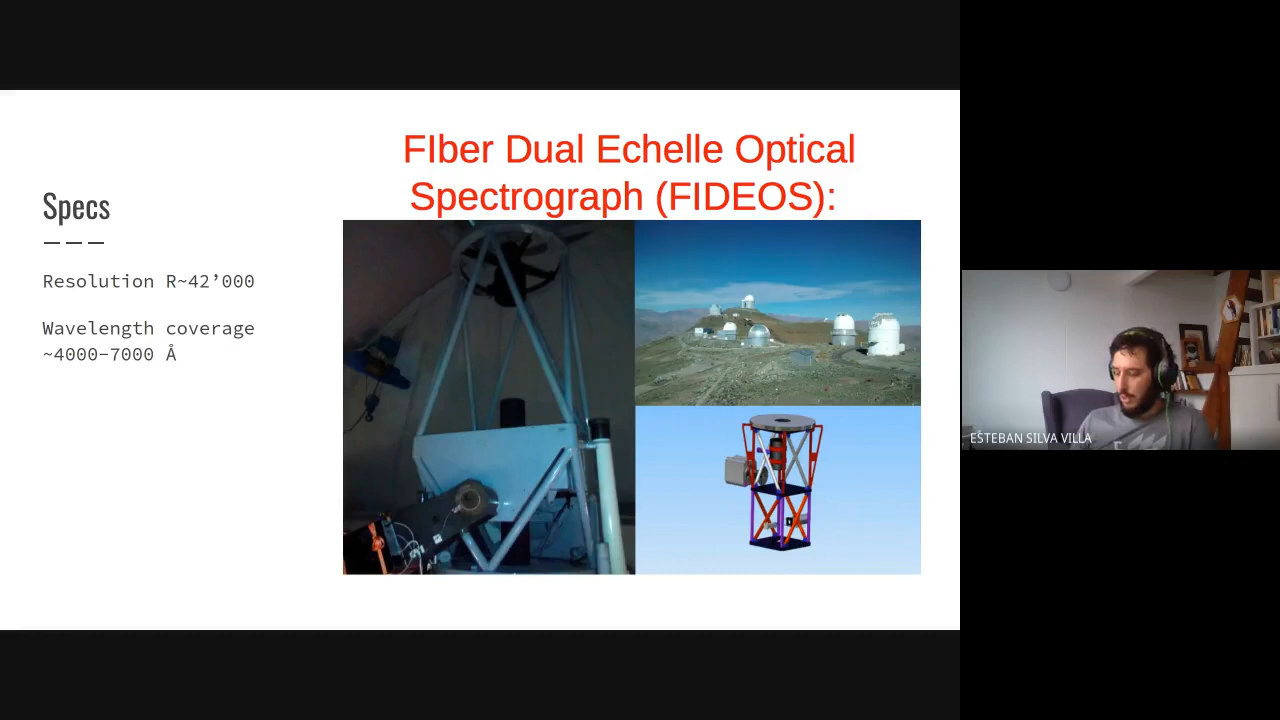 FIber Dual Echelle Optical
Spectrograph (FIDEOS):
Specs
Resolution R~42’000
Wavelength coverage
~4000–7000 Å
ESTEBAN SILVA VILLA